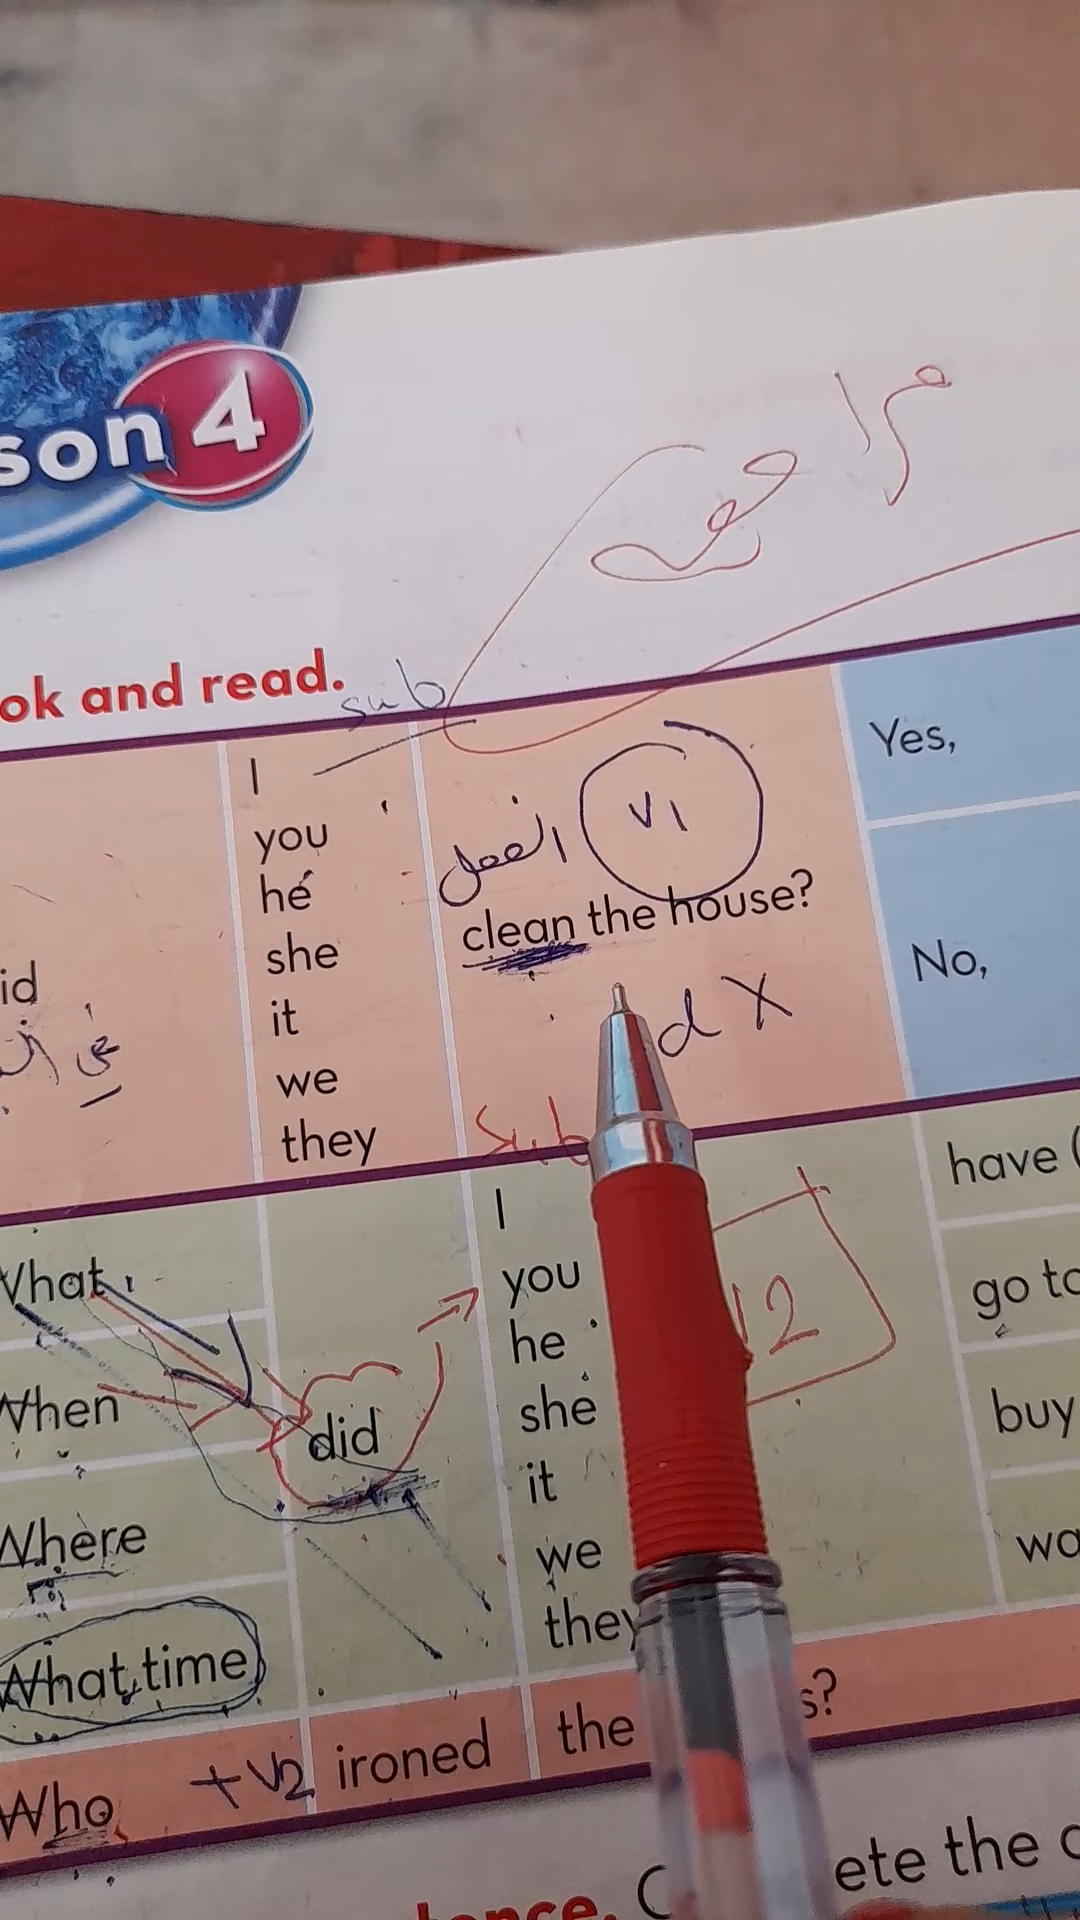 son 4
ok and read.
sub
I
you
he
she
it
we
they
id
الفعل
V1
clean the house?
d X
Yes,
No,
Sub
What
When
Where
What time
did
I
you
he
she
it
we
they
have (
go to
buy
wa
Who + V2 ironed the s?
ete the c